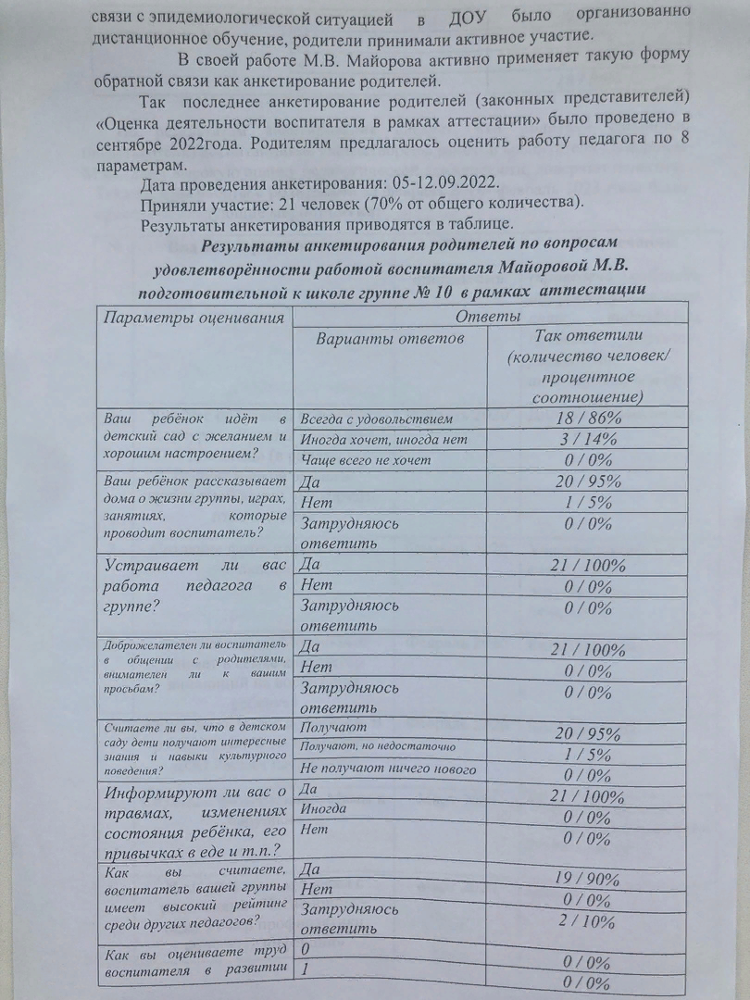 связи с эпидемиологической ситуацией в ДОУ было организованно
дистанционное обучение, родители принимали активное участие.
В своей работе М.В. Майорова активно применяет такую форму
обратной связи как анкетирование родителей.
Так последнее анкетирование родителей (законных представителей)
«Оценка деятельности воспитателя в рамках аттестации» было проведено в
сентябре 2022года. Родителям предлагалось оценить работу педагога по 8
параметрам.
Дата проведения анкетирования: 05-12.09.2022.
Приняли участие: 21 человек (70% от общего количества).
Результаты анкетирования приводятся в таблице.
Результаты анкетирования родителей по вопросам
удовлетворённости работой воспитателя Майоровой М.В.
подготовительной к школе группе № 10 в рамках аттестации
Параметры оценивания
Ответы
Варианты ответов
Так ответили
(количество человек/
процентное
соотношение)
Ваш ребёнок идёт в
детский сад с желанием и
хорошим настроением?
Всегда с удовольствием
18 / 86%
Иногда хочет, иногда нет
3 / 14%
Чаще всего не хочет
0 / 0%
Ваш ребёнок рассказывает
дома о жизни группы, играх,
занятиях, которые
проводит воспитатель?
Да
20 / 95%
Нет
1 / 5%
Затрудняюсь
ответить
0 / 0%
Устраивает ли вас
работа педагога в
группе?
Да
21 / 100%
Нет
0 / 0%
Затрудняюсь
ответить
0 / 0%
Доброжелателен ли воспитатель
в общении с родителями,
внимателен ли к вашим
просьбам?
Да
21 / 100%
Нет
0 / 0%
Затрудняюсь
ответить
0 / 0%
Считаете ли вы, что в детском
саду дети получают интересные
знания и навыки культурного
поведения?
Получают
20 / 95%
Получают, но недостаточно
1 / 5%
Не получают ничего нового
0 / 0%
Информируют ли вас о
травмах, изменениях
состояния ребёнка, его
привычках в еде и т.п.?
Да
21 / 100%
Иногда
0 / 0%
Нет
0 / 0%
Как вы считаете,
воспитатель вашей группы
имеет высокий рейтинг
среди других педагогов?
Да
19 / 90%
Нет
0 / 0%
Затрудняюсь
ответить
2 / 10%
Как вы оцениваете труд
воспитателя в развитии
0
0 / 0%
1
0 / 0%